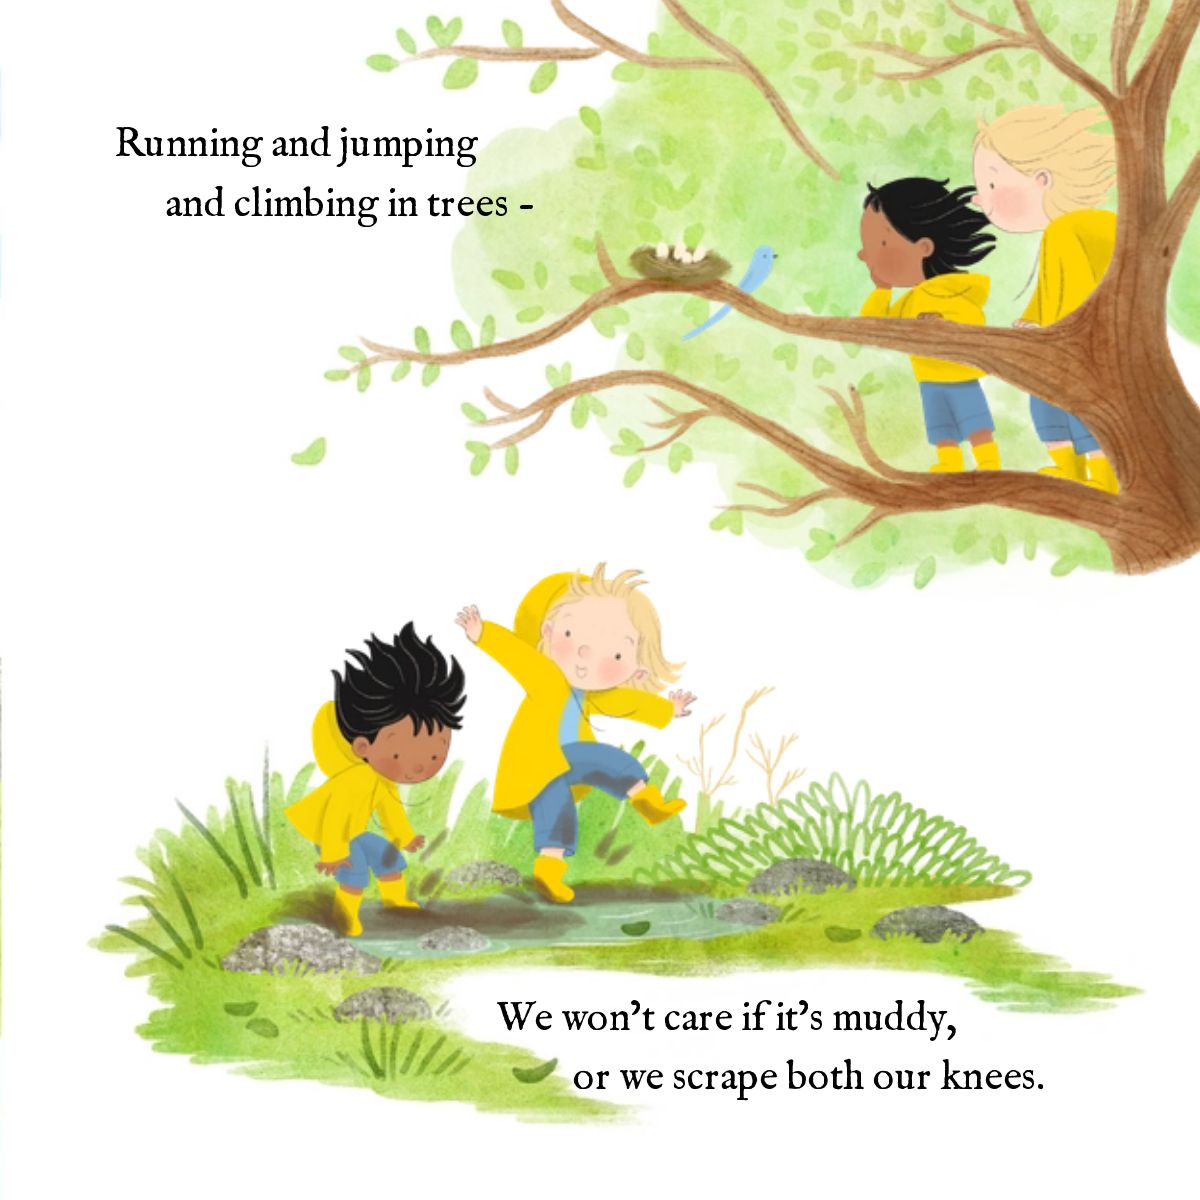 Running and jumping
and climbing in trees -
We won't care if it's muddy,
or we scrape both our knees.